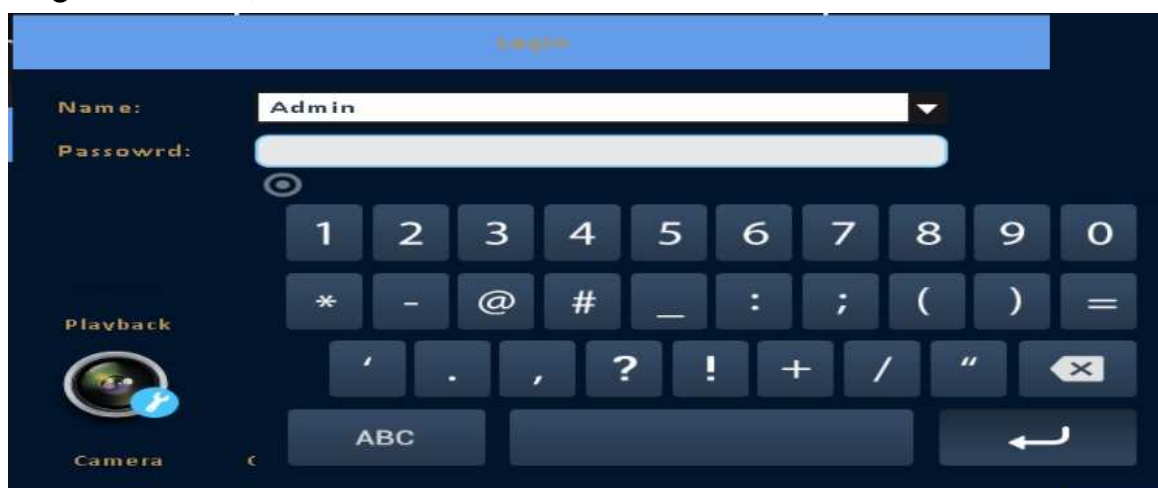 Login
Name: Admin
Passowrd:
1 2 3 4 5 6 7 8 9 0
* - @ # _ : ; ( ) =
Playback
' . , ? ! + / "
ABC
Camera